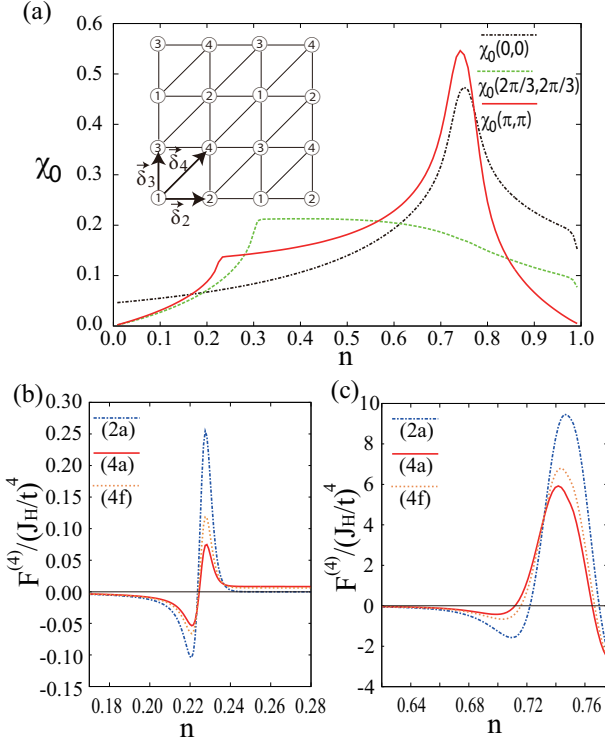 (a)
0.6
0.5
0.4
0.3
0.2
0.1
0.0
χ₀
0.0 0.1 0.2 0.3 0.4 0.5 0.6 0.7 0.8 0.9 1.0
n
χ₀(0,0)
χ₀(2π/3,2π/3)
χ₀(π,π)
3 4 3 4
1 2 1 2
3 4 3 4
1 2 1 2
δ⃗₃ δ⃗₄
δ⃗₂
(b)
0.30
0.25
0.20
0.15
0.10
0.05
0.00
-0.05
-0.10
-0.15
F⁽⁴⁾/(J_H/t)⁴
(2a)
(4a)
(4f)
0.18 0.20 0.22 0.24 0.26 0.28
n
(c)
10
8
6
4
2
0
-2
-4
F⁽⁴⁾/(J_H/t)⁴
(2a)
(4a)
(4f)
0.64 0.68 0.72 0.76
n